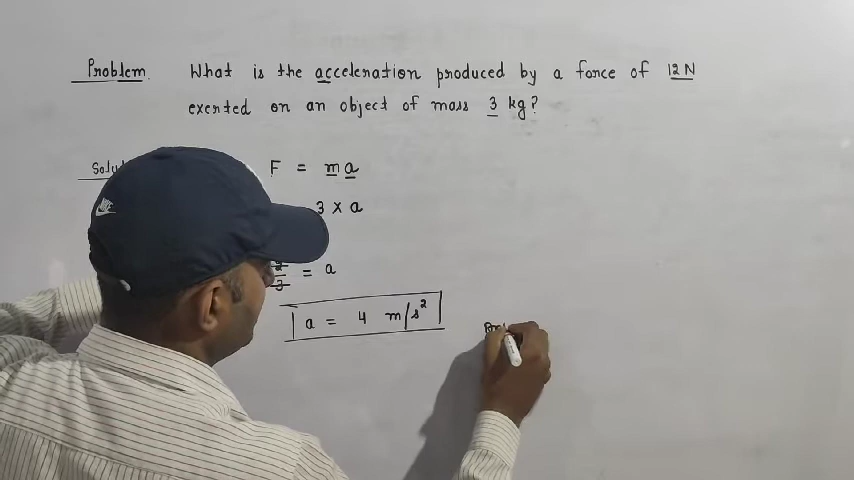 Problem. What is the acceleration produced by a force of 12 N
exerted on an object of mass 3 kg?
F = ma
3 x a
= a
a = 4 m/s²